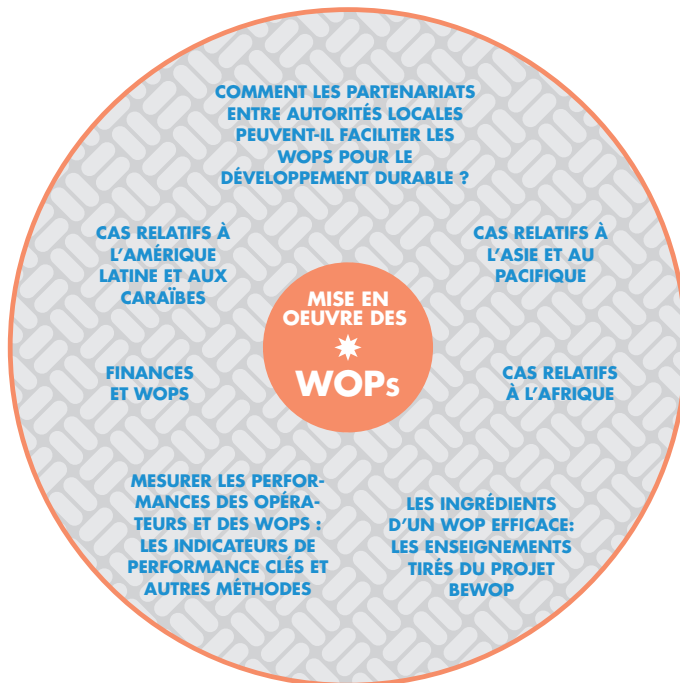 COMMENT LES PARTENARIATS
ENTRE AUTORITÉS LOCALES
PEUVENT-IL FACILITER LES
WOPS POUR LE
DÉVELOPPEMENT DURABLE ?
CAS RELATIFS À
L'AMÉRIQUE
LATINE ET AUX
CARAÏBES
CAS RELATIFS À
L'ASIE ET AU
PACIFIQUE
MISE EN
OEUVRE DES
WOPs
FINANCES
ET WOPS
CAS RELATIFS
À L'AFRIQUE
MESURER LES PERFOR-
MANCES DES OPÉRA-
TEURS ET DES WOPS :
LES INDICATEURS DE
PERFORMANCE CLÉS ET
AUTRES MÉTHODES
LES INGRÉDIENTS
D'UN WOP EFFICACE:
LES ENSEIGNEMENTS
TIRÉS DU PROJET
BEWOP